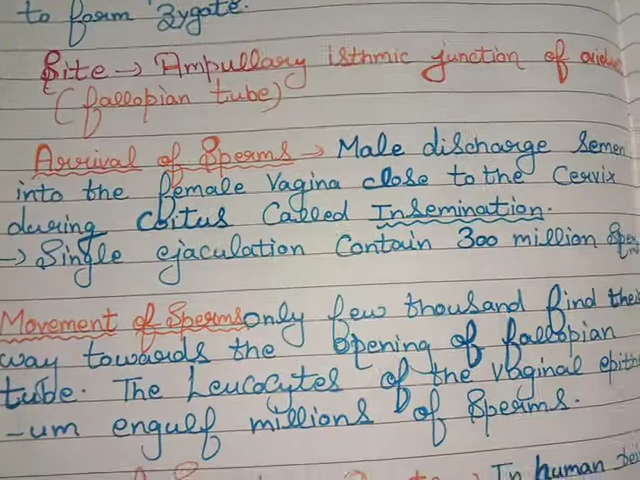 to form zygate.
Site → Ampullary isthmic junction of
(fallopian tube)
Arrival of Sperms → Male discharge Semen
into the female vagina close to the Cervix
during coitus Called Insemination.
→ Single ejaculation Contain 300 million
Movement of Sperms only few thousand find their
way towards the opening of faellopian
tube. The Leucocytes of the vaginal epithe
-um engulf millions of Sperms.
In human